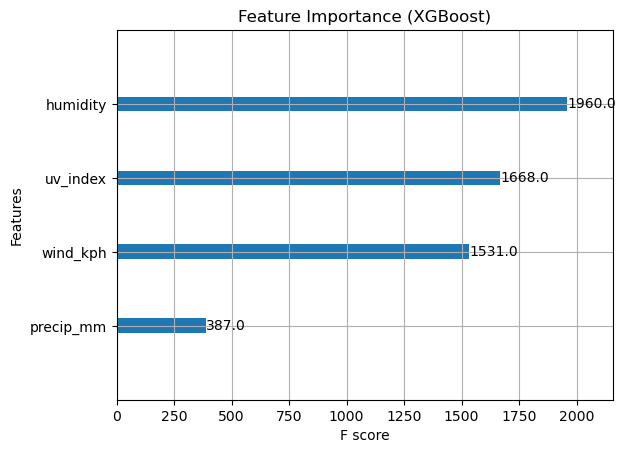 Feature Importance (XGBoost)
humidity
1960.0
uv_index
1668.0
wind_kph
1531.0
precip_mm
387.0
Features
0 250 500 750 1000 1250 1500 1750 2000
F score